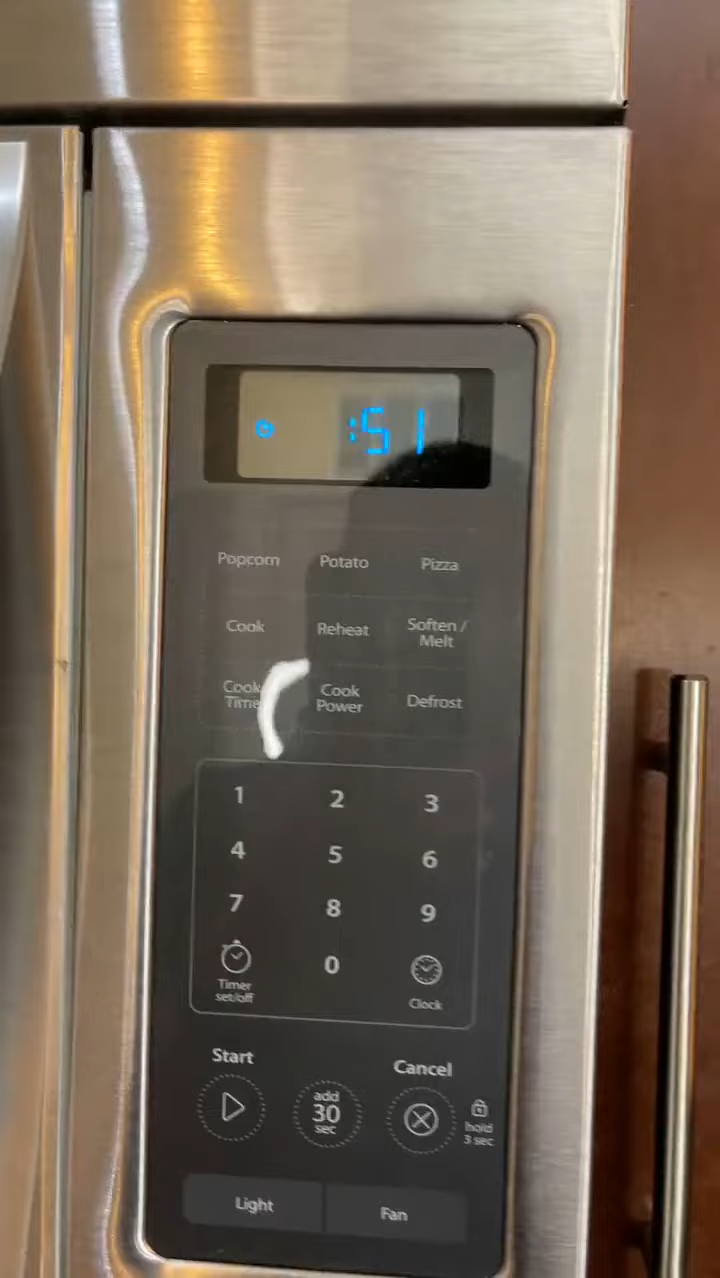 :51
Popcorn Potato Pizza
Cook Reheat Soften / Melt
Cook Time Cook Power Defrost
1 2 3
4 5 6
7 8 9
0
Timer set/off Clock
Start Cancel
add 30 sec
hold 3 sec
Light Fan